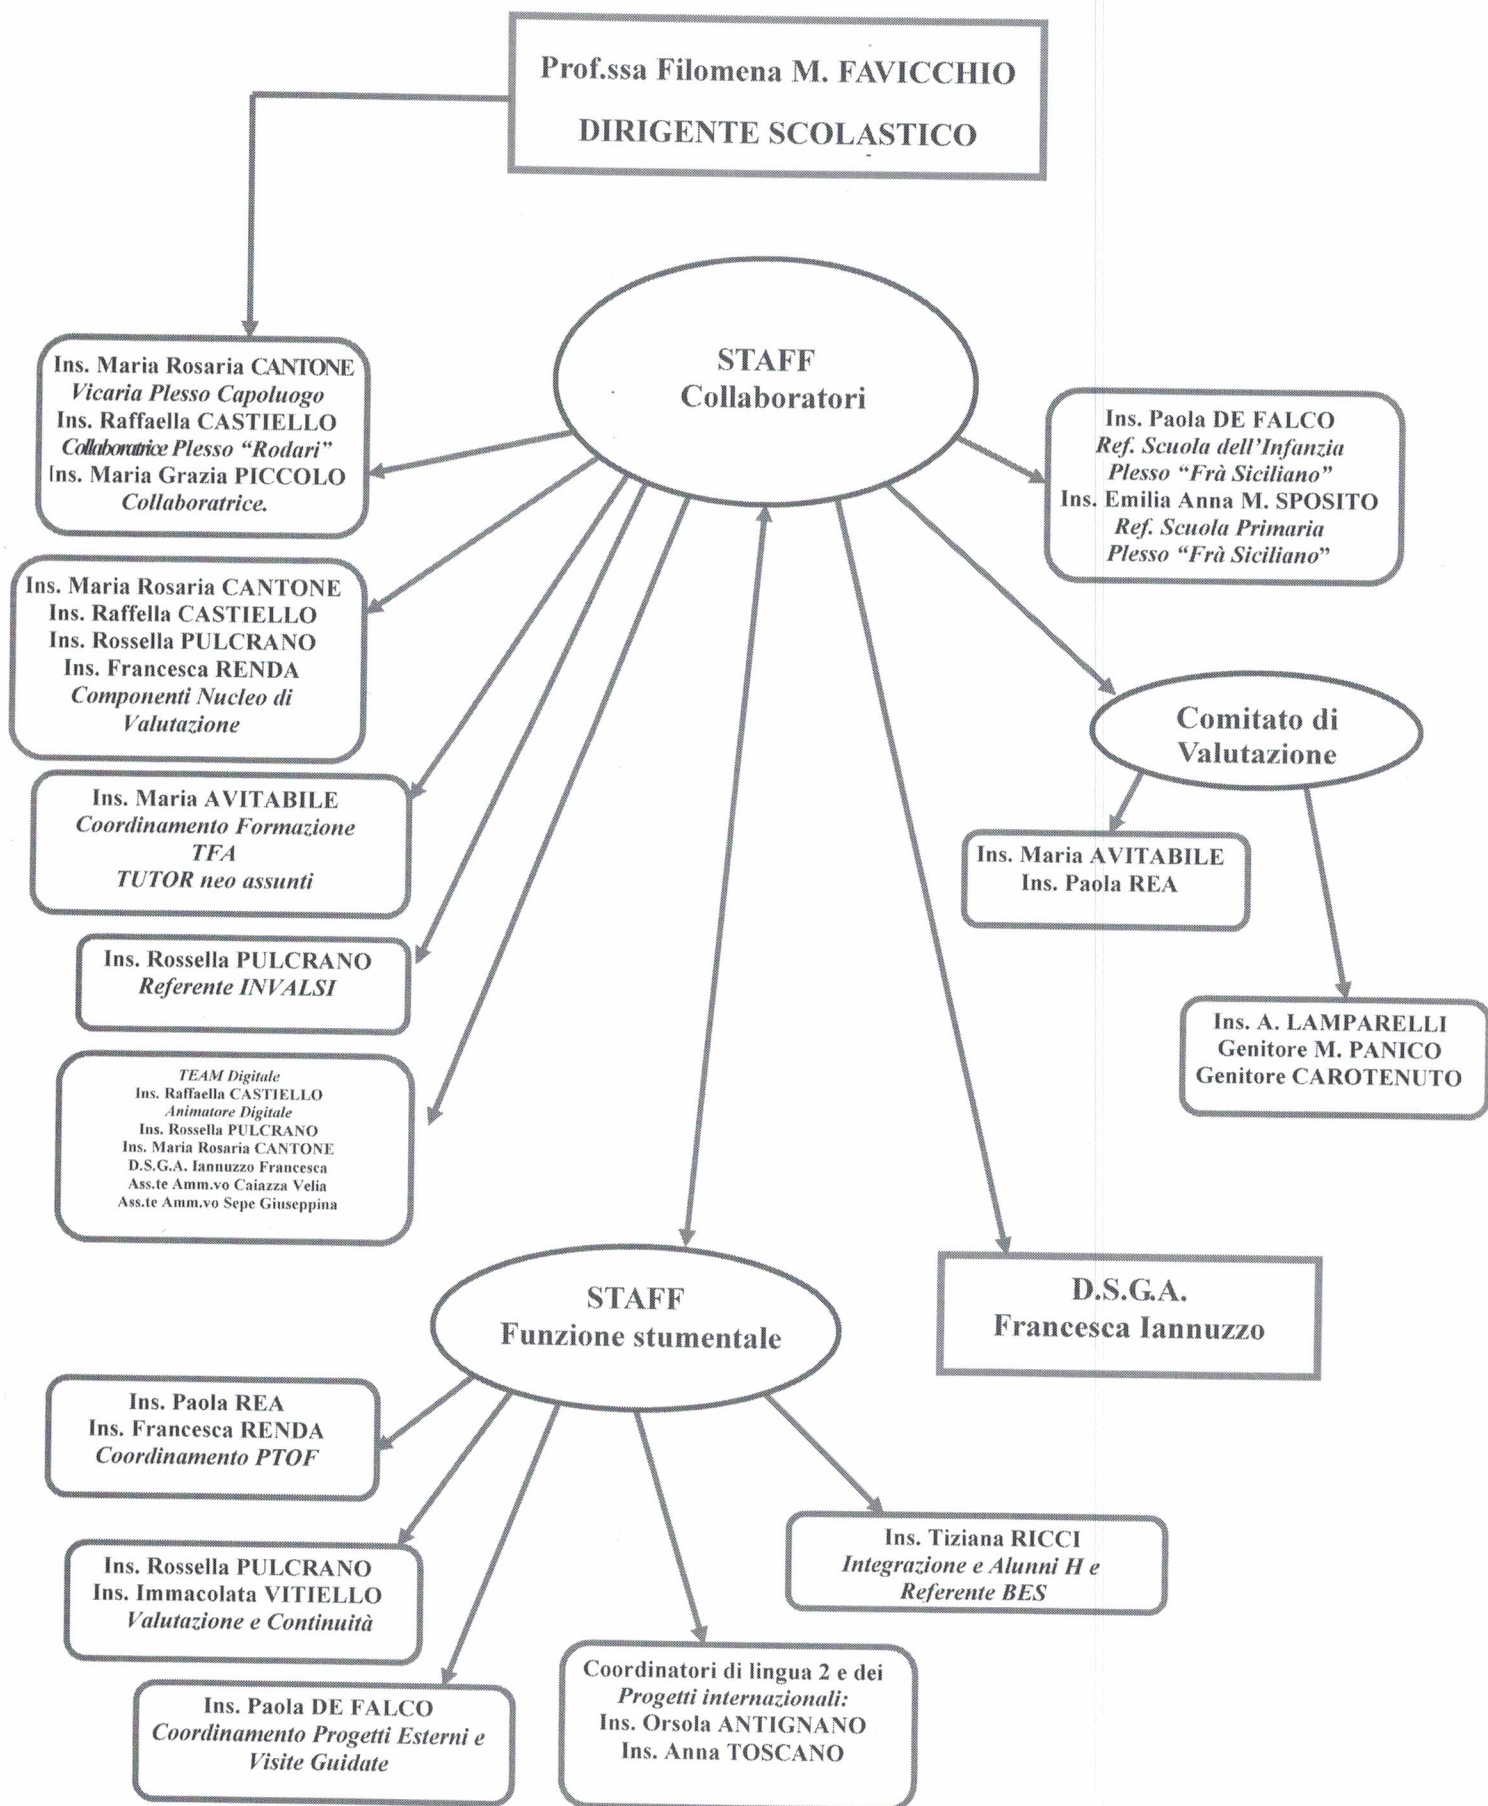 Prof.ssa Filomena M. FAVICCHIO
DIRIGENTE SCOLASTICO
STAFF
Collaboratori
Ins. Maria Rosaria CANTONE
Vicaria Plesso Capoluogo
Ins. Raffaella CASTIELLO
Collaboratrice Plesso “Rodari”
Ins. Maria Grazia PICCOLO
Collaboratrice.
Ins. Paola DE FALCO
Ref. Scuola dell'Infanzia
Plesso “Frà Siciliano”
Ins. Emilia Anna M. SPOSITO
Ref. Scuola Primaria
Plesso “Frà Siciliano”
Ins. Maria Rosaria CANTONE
Ins. Raffella CASTIELLO
Ins. Rossella PULCRANO
Ins. Francesca RENDA
Componenti Nucleo di
Valutazione
Comitato di
Valutazione
Ins. Maria AVITABILE
Coordinamento Formazione
TFA
TUTOR neo assunti
Ins. Maria AVITABILE
Ins. Paola REA
Ins. Rossella PULCRANO
Referente INVALSI
Ins. A. LAMPARELLI
Genitore M. PANICO
Genitore CAROTENUTO
TEAM Digitale
Ins. Raffaella CASTIELLO
Animatore Digitale
Ins. Rossella PULCRANO
Ins. Maria Rosaria CANTONE
D.S.G.A. Iannuzzo Francesca
Ass.te Amm.vo Caiazza Velia
Ass.te Amm.vo Sepe Giuseppina
STAFF
Funzione stumentale
D.S.G.A.
Francesca Iannuzzo
Ins. Paola REA
Ins. Francesca RENDA
Coordinamento PTOF
Ins. Rossella PULCRANO
Ins. Immacolata VITIELLO
Valutazione e Continuità
Ins. Tiziana RICCI
Integrazione e Alunni H e
Referente BES
Ins. Paola DE FALCO
Coordinamento Progetti Esterni e
Visite Guidate
Coordinatori di lingua 2 e dei
Progetti internazionali:
Ins. Orsola ANTIGNANO
Ins. Anna TOSCANO